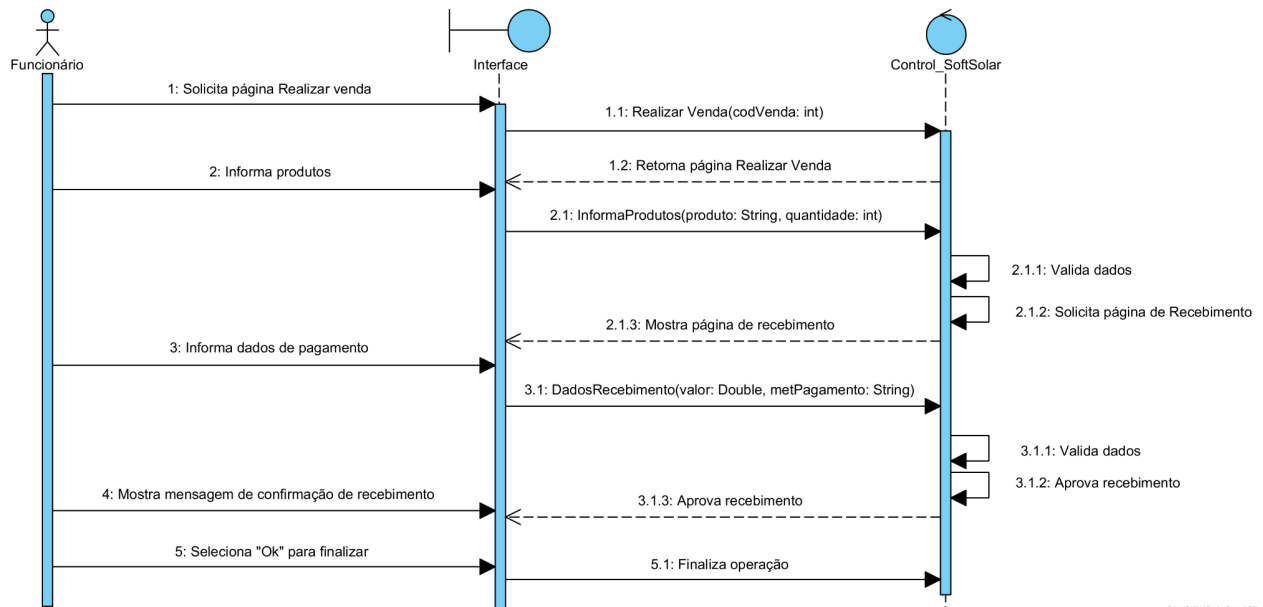 Funcionário
Interface
Control_SoftSolar
1: Solicita página Realizar venda
1.1: Realizar Venda(codVenda: int)
1.2: Retorna página Realizar Venda
2: Informa produtos
2.1: InformaProdutos(produto: String, quantidade: int)
2.1.1: Valida dados
2.1.2: Solicita página de Recebimento
2.1.3: Mostra página de recebimento
3: Informa dados de pagamento
3.1: DadosRecebimento(valor: Double, metPagamento: String)
3.1.1: Valida dados
3.1.2: Aprova recebimento
3.1.3: Aprova recebimento
4: Mostra mensagem de confirmação de recebimento
5: Seleciona "Ok" para finalizar
5.1: Finaliza operação